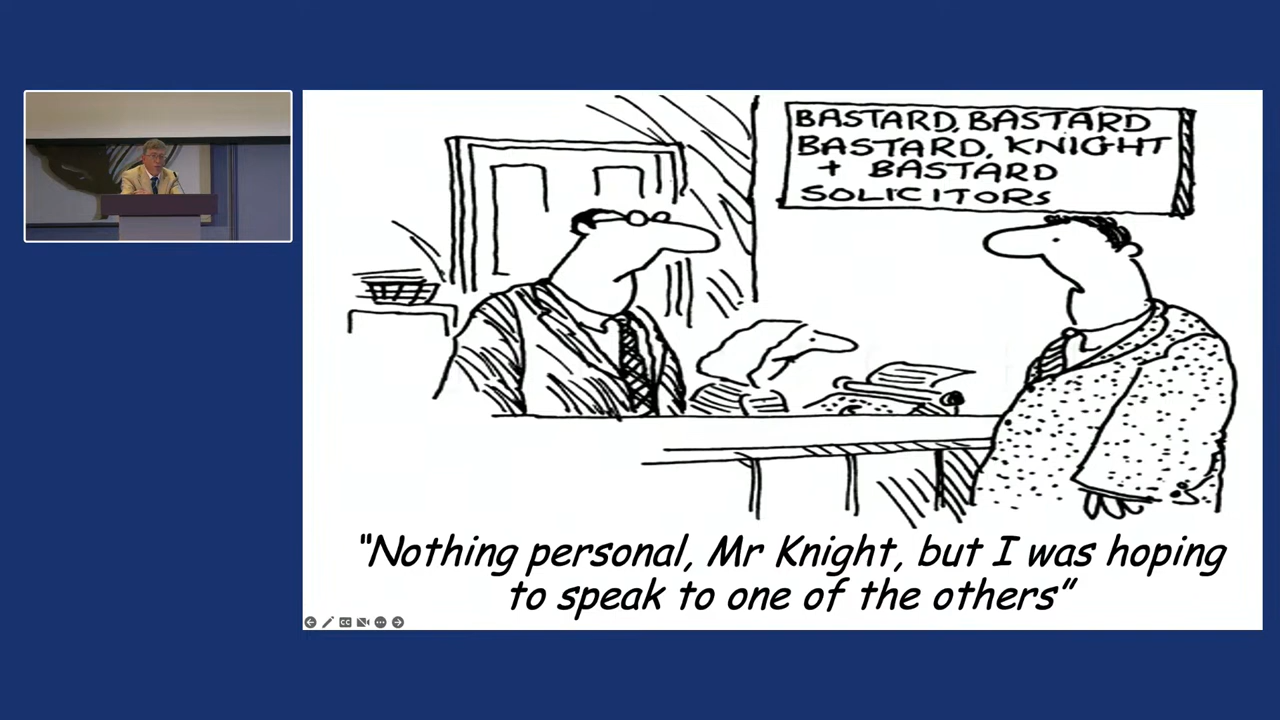 BASTARD, BASTARD
BASTARD, KNIGHT
+ BASTARD
SOLICITORS
"Nothing personal, Mr Knight, but I was hoping
to speak to one of the others"
CC